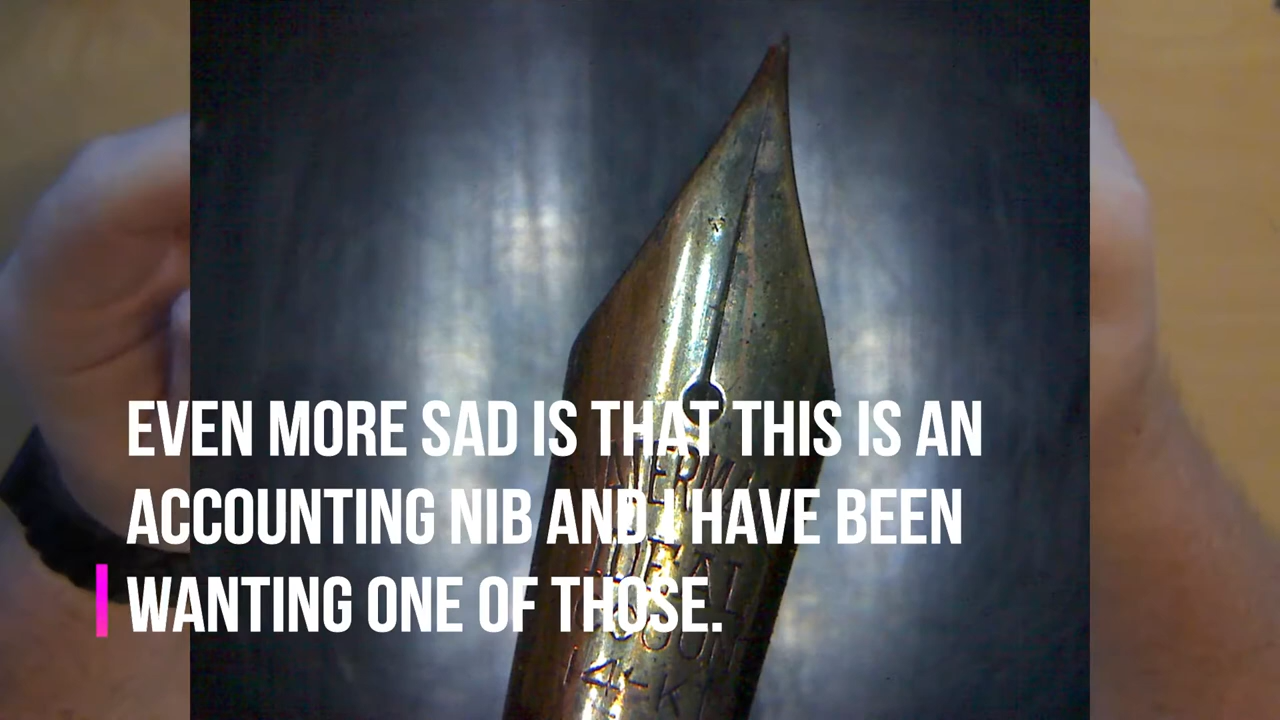 EVEN MORE SAD IS THAT THIS IS AN
ACCOUNTING NIB AND I HAVE BEEN
WANTING ONE OF THOSE.
14-K